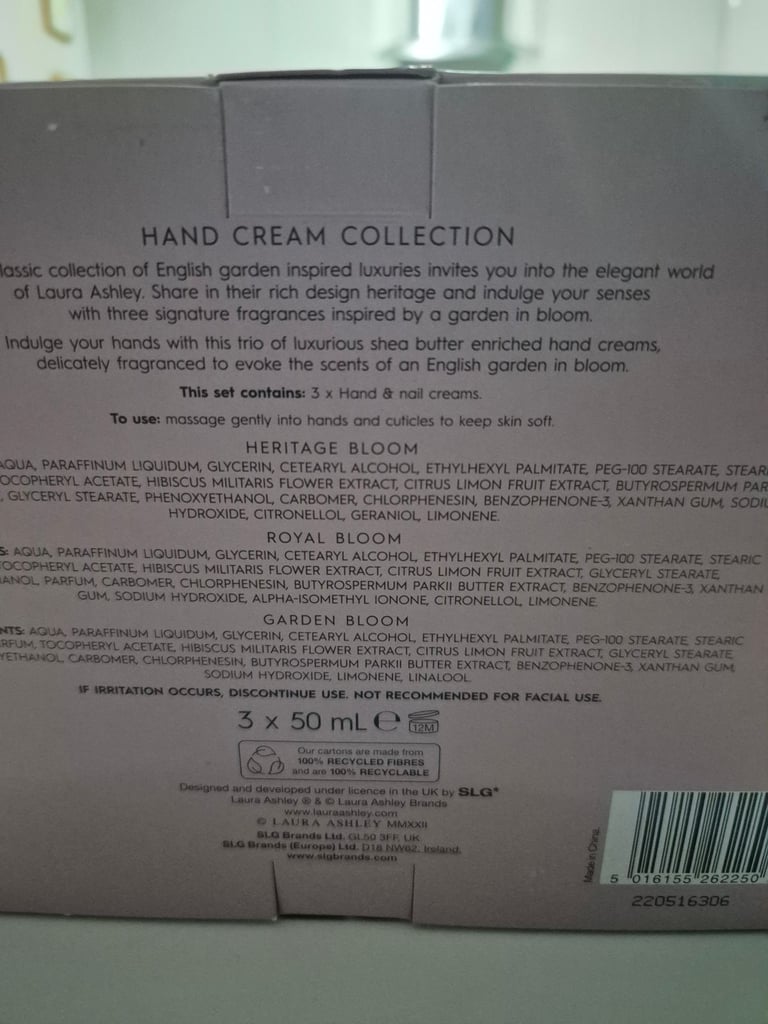 HAND CREAM COLLECTION
lassic collection of English garden inspired luxuries invites you into the elegant world
of Laura Ashley. Share in their rich design heritage and indulge your senses
with three signature fragrances inspired by a garden in bloom.
Indulge your hands with this trio of luxurious shea butter enriched hand creams,
delicately fragranced to evoke the scents of an English garden in bloom.
This set contains: 3 x Hand & nail creams.
To use: massage gently into hands and cuticles to keep skin soft.
HERITAGE BLOOM
AQUA, PARAFFINUM LIQUIDUM, GLYCERIN, CETEARYL ALCOHOL, ETHYLHEXYL PALMITATE, PEG-100 STEARATE, STEAR
OCOPHERYL ACETATE, HIBISCUS MILITARIS FLOWER EXTRACT, CITRUS LIMON FRUIT EXTRACT, BUTYROSPERMUM PAR
, GLYCERYL STEARATE, PHENOXYETHANOL, CARBOMER, CHLORPHENESIN, BENZOPHENONE-3, XANTHAN GUM, SODIU
HYDROXIDE, CITRONELLOL, GERANIOL, LIMONENE.
ROYAL BLOOM
S: AQUA, PARAFFINUM LIQUIDUM, GLYCERIN, CETEARYL ALCOHOL, ETHYLHEXYL PALMITATE, PEG-100 STEARATE, STEARIC
TOCOPHERYL ACETATE, HIBISCUS MILITARIS FLOWER EXTRACT, CITRUS LIMON FRUIT EXTRACT, GLYCERYL STEARATE,
ANOL, PARFUM, CARBOMER, CHLORPHENESIN, BUTYROSPERMUM PARKII BUTTER EXTRACT, BENZOPHENONE-3, XANTHAN
GUM, SODIUM HYDROXIDE, ALPHA-ISOMETHYL IONONE, CITRONELLOL, LIMONENE.
GARDEN BLOOM
NTS: AQUA, PARAFFINUM LIQUIDUM, GLYCERIN, CETEARYL ALCOHOL, ETHYLHEXYL PALMITATE, PEG-100 STEARATE, STEARIC
RFUM, TOCOPHERYL ACETATE, HIBISCUS MILITARIS FLOWER EXTRACT, CITRUS LIMON FRUIT EXTRACT, GLYCERYL STEARATE,
YETHANOL, CARBOMER, CHLORPHENESIN, BUTYROSPERMUM PARKII BUTTER EXTRACT, BENZOPHENONE-3, XANTHAN GUM,
SODIUM HYDROXIDE, LIMONENE, LINALOOL.
IF IRRITATION OCCURS, DISCONTINUE USE. NOT RECOMMENDED FOR FACIAL USE.
3 x 50 mL ℮ 12M
Our cartons are made from
100% RECYCLED FIBRES
and are 100% RECYCLABLE
Designed and developed under licence in the UK by SLG*
Laura Ashley ® & © Laura Ashley Brands
www.lauraashley.com
© LAURA ASHLEY MMXXII
SLG Brands Ltd. GL50 3FF, UK
SLG Brands (Europe) Ltd. D18 NW62, Ireland.
www.slgbrands.com
Made in China.
5 016155 262250
220516306